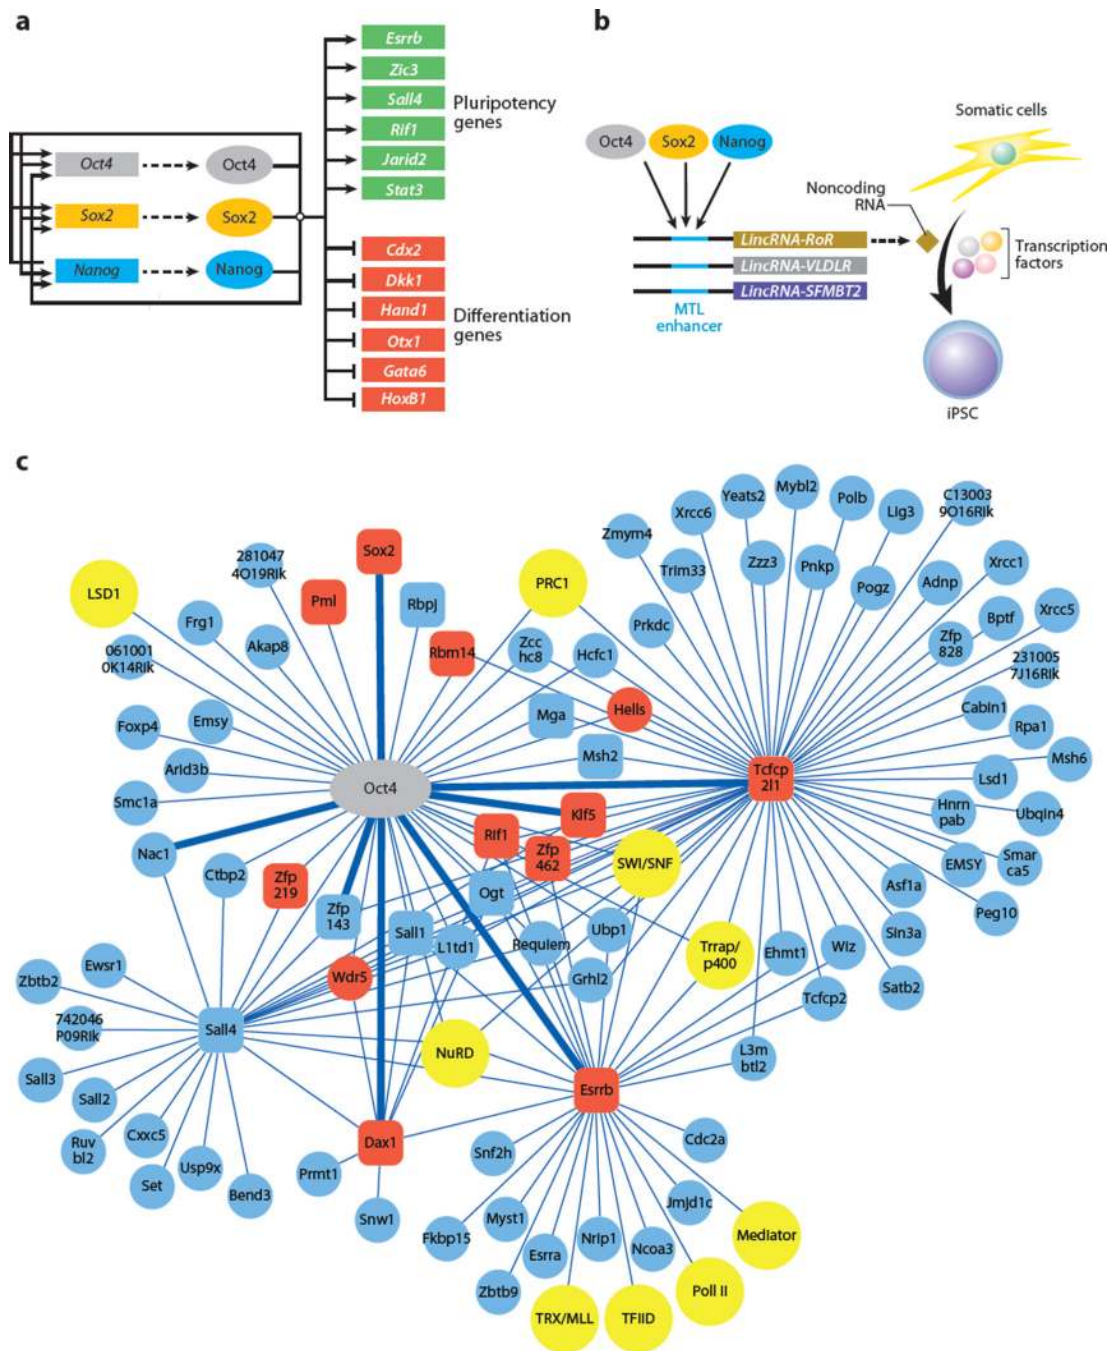 a
Esrrb
Zic3
Sall4
Rif1
Jarid2
Stat3
Pluripotency
genes
Oct4
Oct4
Sox2
Sox2
Nanog
Nanog
Cdx2
Dkk1
Hand1
Otx1
Gata6
HoxB1
Differentiation
genes
b
Oct4
Sox2
Nanog
Somatic cells
Noncoding
RNA
LincRNA-RoR
LincRNA-VLDLR
LincRNA-SFMBT2
MTL
enhancer
Transcription
factors
iPSC
c
LSD1
281047
4O19Rik
Sox2
Pml
Rbpj
PRC1
Frg1
Akap8
Rbm14
Zcc
hc8
Hcfc1
061001
0K14Rik
Foxp4
Emsy
Arid3b
Smc1a
Mga
Hells
Msh2
Oct4
Nac1
Ctbp2
Zfp
219
Zfp
143
Rif1
Klf5
Zfp
462
SWI/SNF
Ogt
Sall1
L1td1
Requiem
Ubp1
Grhl2
Wdr5
Trrap/
p400
NuRD
Zmym4
Xrcc6
Yeats2
Mybl2
Polb
Lig3
C13003
9O16Rik
Trim33
Zzz3
Pnkp
Pogz
Adnp
Xrcc1
Prkdc
Zfp
828
Bptf
Xrcc5
231005
7J16Rik
Cabin1
Rpa1
Msh6
Tcfcp
2l1
Lsd1
Hnrn
pab
Ubqln4
EMSY
Smar
ca5
Asf1a
Peg10
Sin3a
Satb2
Wiz
Ehmt1
Tcfcp2
L3m
btl2
Zbtb2
Ewsr1
742046
P09Rik
Sall4
Sall3
Sall2
Ruv
bl2
Cxxc5
Set
Usp9x
Bend3
Dax1
Prmt1
Snw1
Esrrb
Snf2h
Cdc2a
Fkbp15
Myst1
Esrra
Zbtb9
Nrip1
Ncoa3
Jmjd1c
Mediator
Poll II
TFIID
TRX/MLL